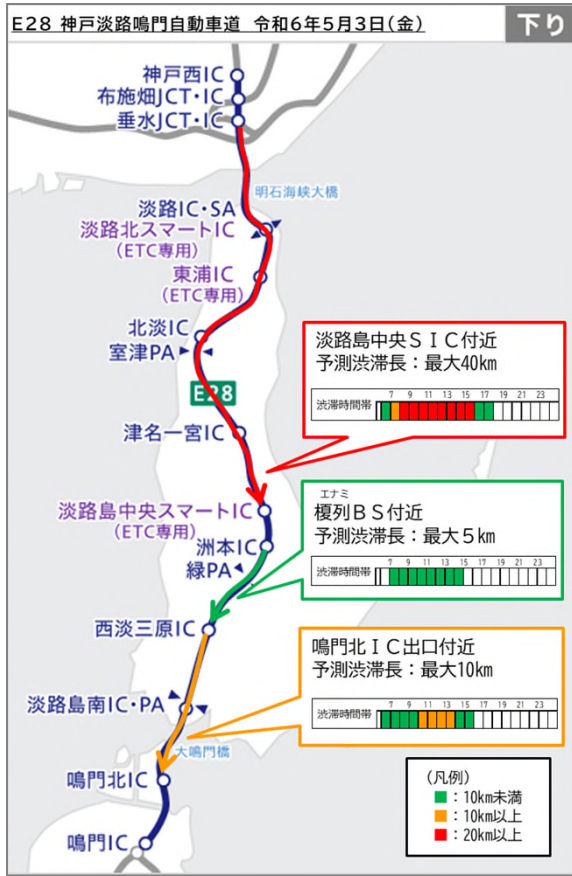 E28 神戸淡路鳴門自動車道 令和6年5月3日(金)
下り
神戸西IC
布施畑JCT・IC
垂水JCT・IC
明石海峡大橋
淡路IC・SA
淡路北スマートIC
(ETC専用)
東浦IC
(ETC専用)
北淡IC
室津PA
E28
津名一宮IC
淡路島中央SIC付近
予測渋滞長：最大40km
渋滞時間帯
7 9 11 13 15 17 19 21 23
淡路島中央スマートIC
(ETC専用)
洲本IC
緑PA
エナミ
榎列BS付近
予測渋滞長：最大5km
渋滞時間帯
7 9 11 13 15 17 19 21 23
西淡三原IC
淡路島南IC・PA
大鳴門橋
鳴門北IC出口付近
予測渋滞長：最大10km
渋滞時間帯
7 9 11 13 15 17 19 21 23
鳴門北IC
鳴門IC
(凡例)
：10km未満
：10km以上
：20km以上